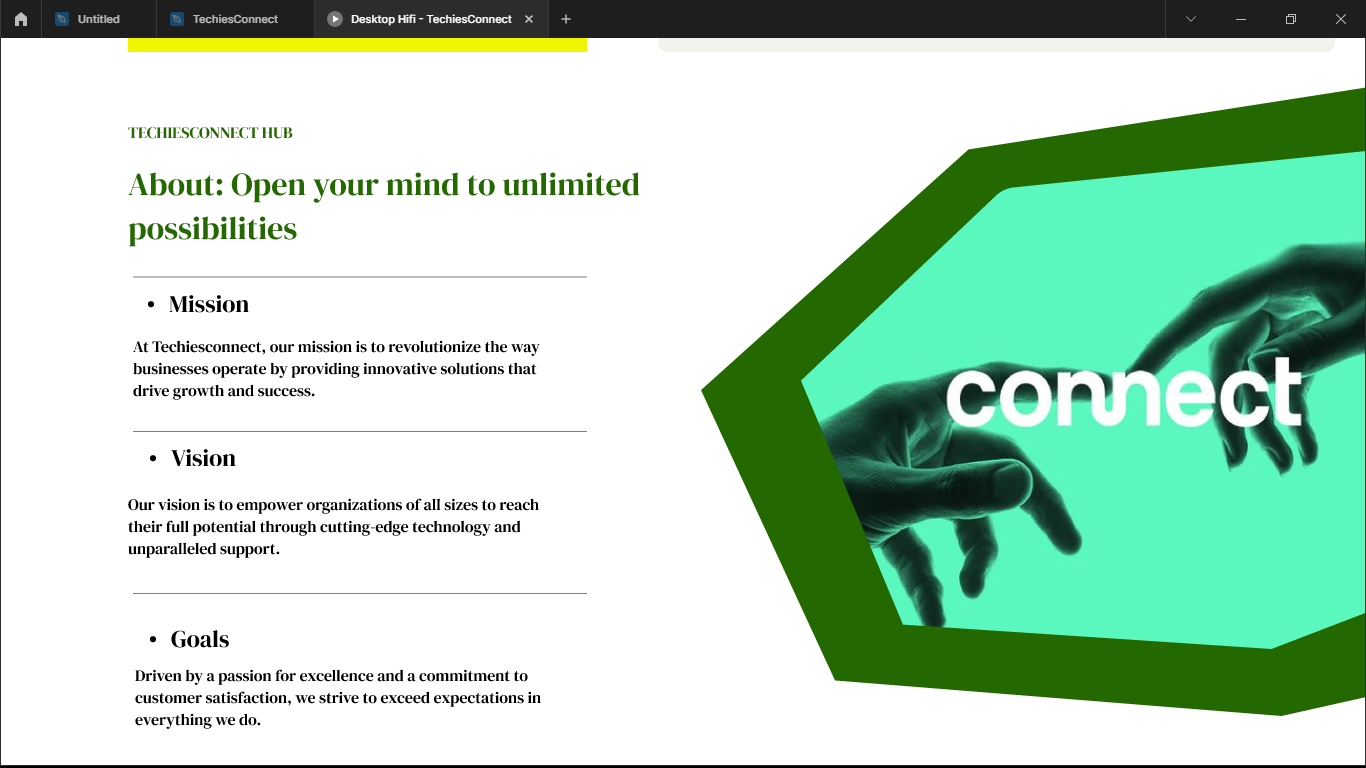 Untitled
TechiesConnect
Desktop Hifi - TechiesConnect
TECHIESCONNECT HUB
About: Open your mind to unlimited
possibilities
• Mission
At Techiesconnect, our mission is to revolutionize the way
businesses operate by providing innovative solutions that
drive growth and success.
• Vision
Our vision is to empower organizations of all sizes to reach
their full potential through cutting-edge technology and
unparalleled support.
• Goals
Driven by a passion for excellence and a commitment to
customer satisfaction, we strive to exceed expectations in
everything we do.
connect